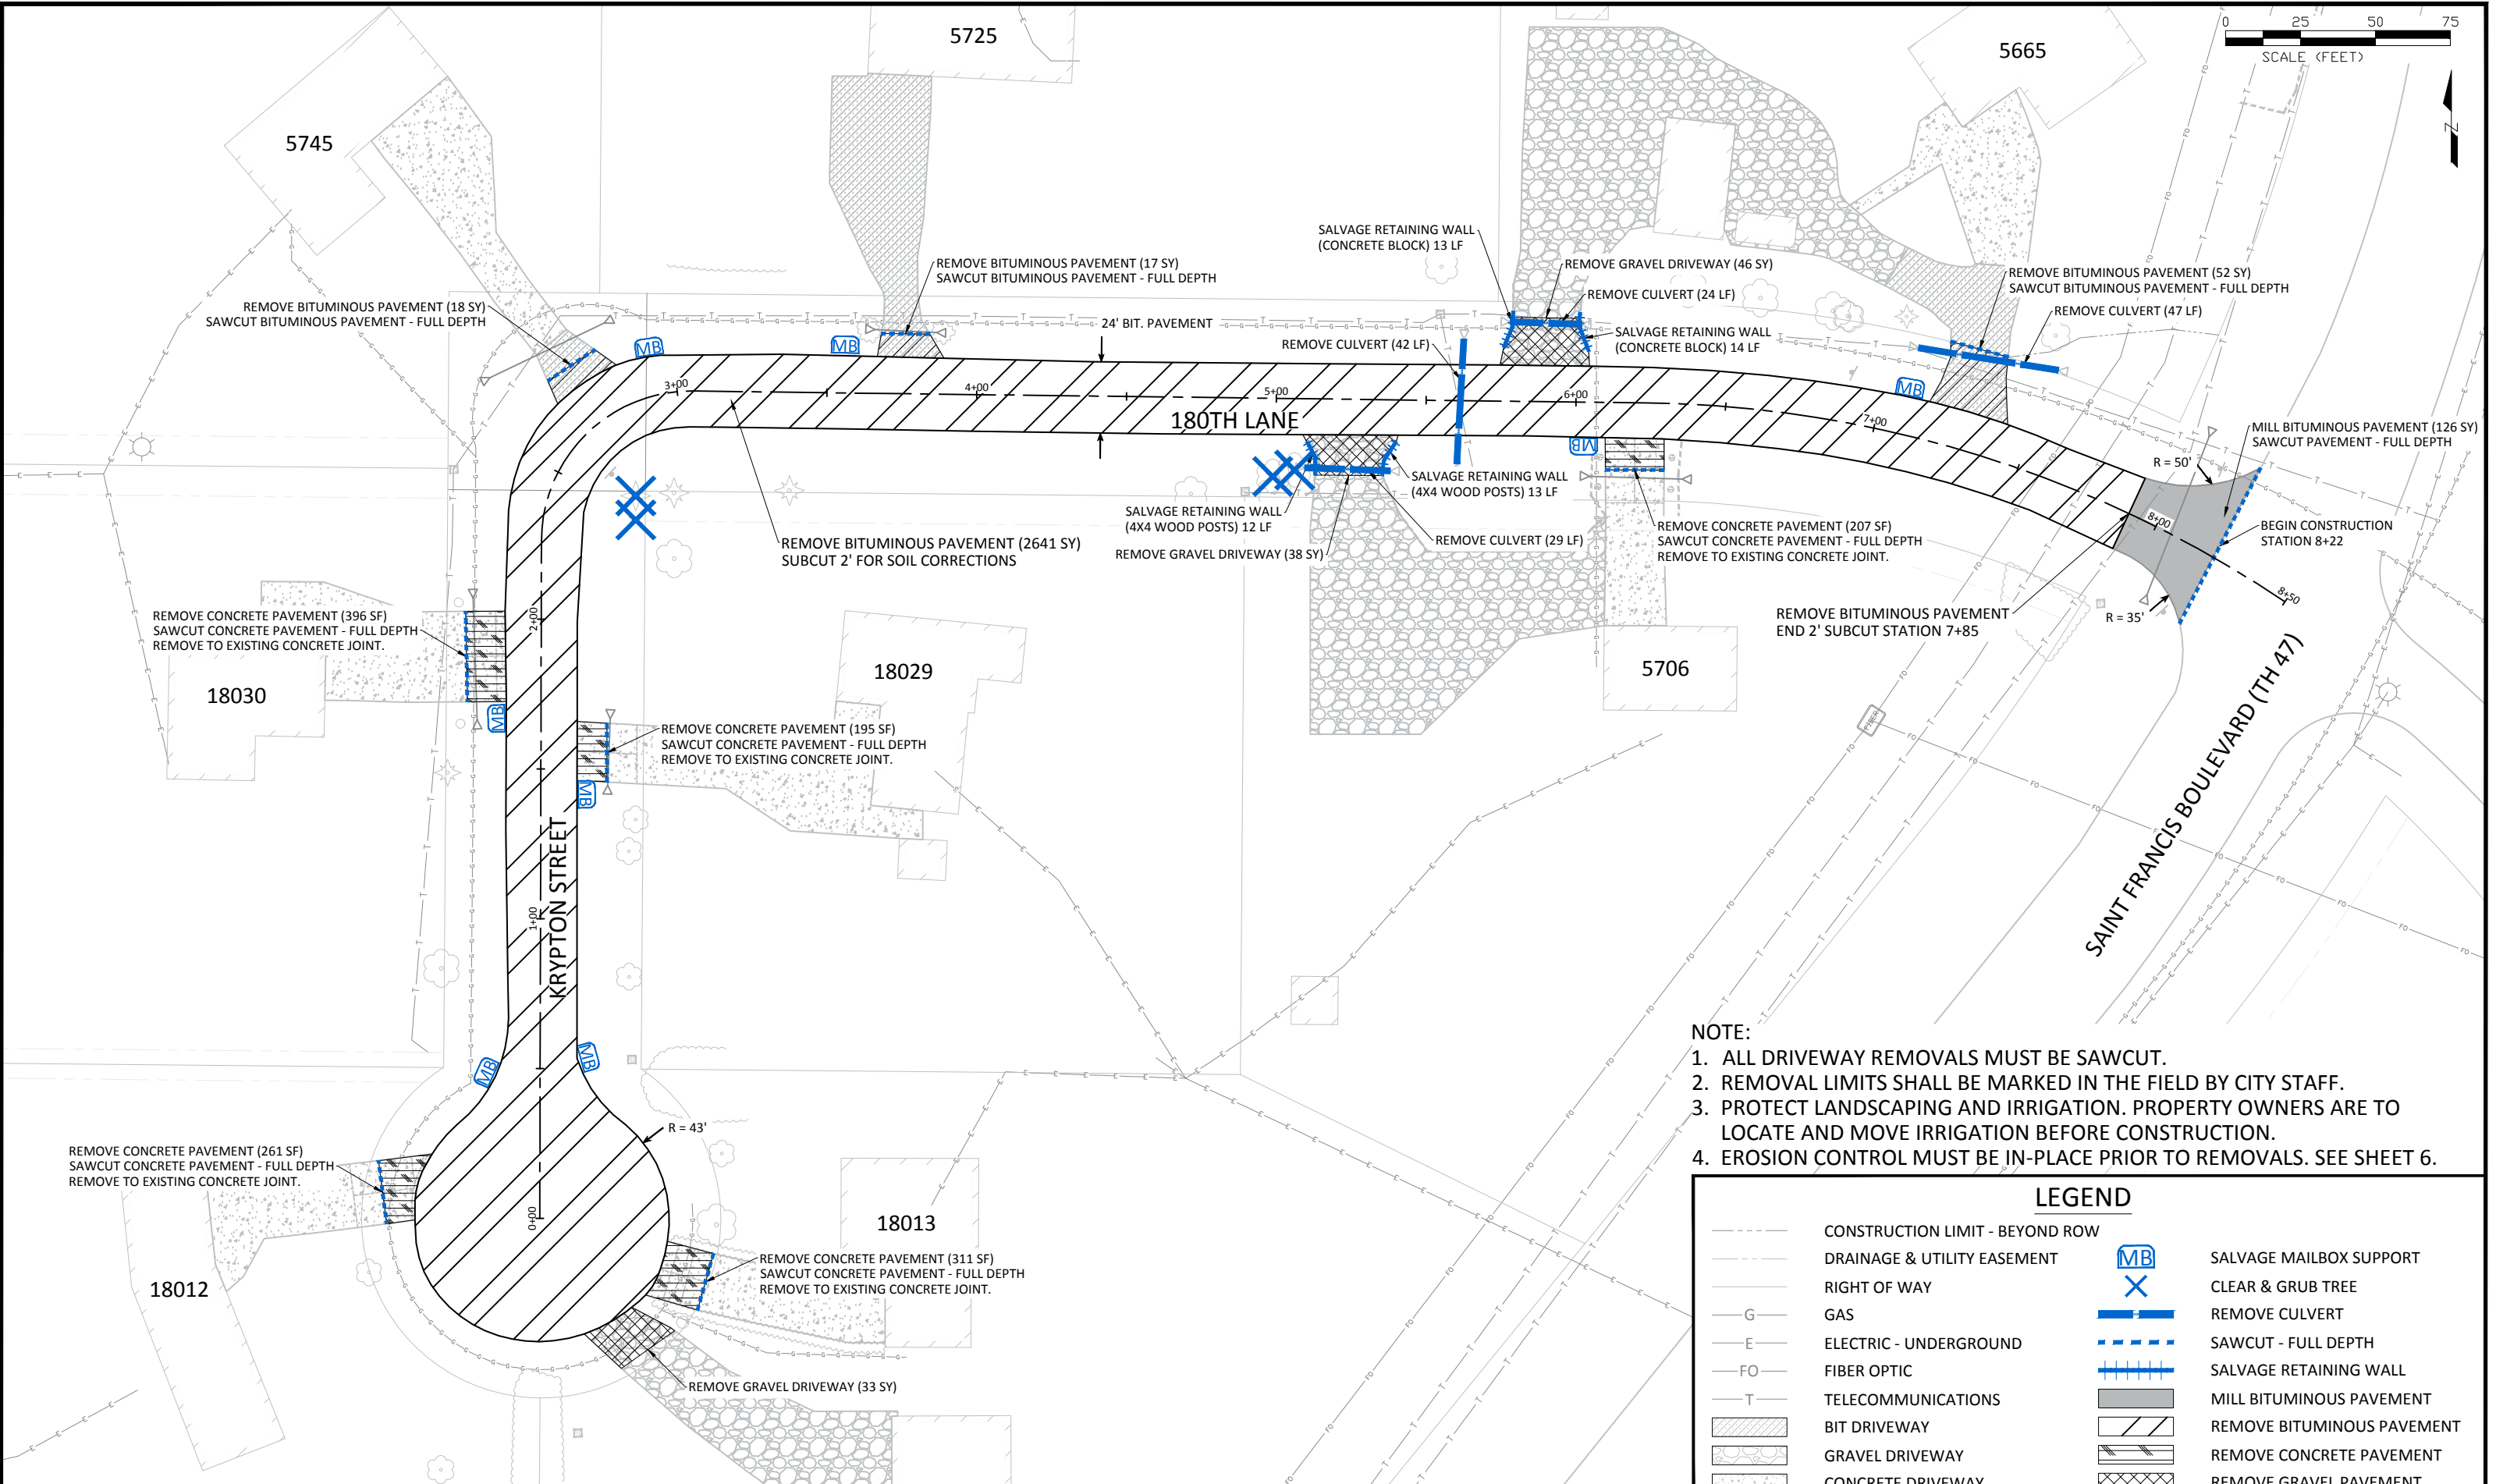 5725
5665
0 25 50 75
SCALE (FEET)
N
5745
SALVAGE RETAINING WALL
(CONCRETE BLOCK) 13 LF
REMOVE BITUMINOUS PAVEMENT (17 SY)
SAWCUT BITUMINOUS PAVEMENT - FULL DEPTH
REMOVE GRAVEL DRIVEWAY (46 SY)
REMOVE CULVERT (24 LF)
REMOVE BITUMINOUS PAVEMENT (52 SY)
SAWCUT BITUMINOUS PAVEMENT - FULL DEPTH
REMOVE CULVERT (47 LF)
REMOVE BITUMINOUS PAVEMENT (18 SY)
SAWCUT BITUMINOUS PAVEMENT - FULL DEPTH
24' BIT. PAVEMENT
REMOVE CULVERT (42 LF)
SALVAGE RETAINING WALL
(CONCRETE BLOCK) 14 LF
MB
MB
MB
3+00
4+00
5+00
6+00
7+00
180TH LANE
MB
MILL BITUMINOUS PAVEMENT (126 SY)
SAWCUT PAVEMENT - FULL DEPTH
R = 50'
8+00
BEGIN CONSTRUCTION
STATION 8+22
8+50
SALVAGE RETAINING WALL
(4X4 WOOD POSTS) 13 LF
SALVAGE RETAINING WALL
(4X4 WOOD POSTS) 12 LF
REMOVE GRAVEL DRIVEWAY (38 SY)
REMOVE CULVERT (29 LF)
REMOVE CONCRETE PAVEMENT (207 SF)
SAWCUT CONCRETE PAVEMENT - FULL DEPTH
REMOVE TO EXISTING CONCRETE JOINT.
REMOVE BITUMINOUS PAVEMENT (2641 SY)
SUBCUT 2' FOR SOIL CORRECTIONS
REMOVE BITUMINOUS PAVEMENT
END 2' SUBCUT STATION 7+85
R = 35'
REMOVE CONCRETE PAVEMENT (396 SF)
SAWCUT CONCRETE PAVEMENT - FULL DEPTH
REMOVE TO EXISTING CONCRETE JOINT.
2+00
18030
18029
5706
MB
FIBER
SAINT FRANCIS BOULEVARD (TH 47)
REMOVE CONCRETE PAVEMENT (195 SF)
SAWCUT CONCRETE PAVEMENT - FULL DEPTH
REMOVE TO EXISTING CONCRETE JOINT.
MB
KRYPTON STREET
1+00
MB
MB
R = 43'
REMOVE CONCRETE PAVEMENT (261 SF)
SAWCUT CONCRETE PAVEMENT - FULL DEPTH
REMOVE TO EXISTING CONCRETE JOINT.
0+00
18013
18012
REMOVE CONCRETE PAVEMENT (311 SF)
SAWCUT CONCRETE PAVEMENT - FULL DEPTH
REMOVE TO EXISTING CONCRETE JOINT.
REMOVE GRAVEL DRIVEWAY (33 SY)
NOTE:
1. ALL DRIVEWAY REMOVALS MUST BE SAWCUT.
2. REMOVAL LIMITS SHALL BE MARKED IN THE FIELD BY CITY STAFF.
3. PROTECT LANDSCAPING AND IRRIGATION. PROPERTY OWNERS ARE TO
LOCATE AND MOVE IRRIGATION BEFORE CONSTRUCTION.
4. EROSION CONTROL MUST BE IN-PLACE PRIOR TO REMOVALS. SEE SHEET 6.
LEGEND
CONSTRUCTION LIMIT - BEYOND ROW
DRAINAGE & UTILITY EASEMENT
RIGHT OF WAY
G GAS
E ELECTRIC - UNDERGROUND
FO FIBER OPTIC
T TELECOMMUNICATIONS
BIT DRIVEWAY
GRAVEL DRIVEWAY
CONCRETE DRIVEWAY
MB SALVAGE MAILBOX SUPPORT
CLEAR & GRUB TREE
REMOVE CULVERT
SAWCUT - FULL DEPTH
SALVAGE RETAINING WALL
MILL BITUMINOUS PAVEMENT
REMOVE BITUMINOUS PAVEMENT
REMOVE CONCRETE PAVEMENT
REMOVE GRAVEL PAVEMENT